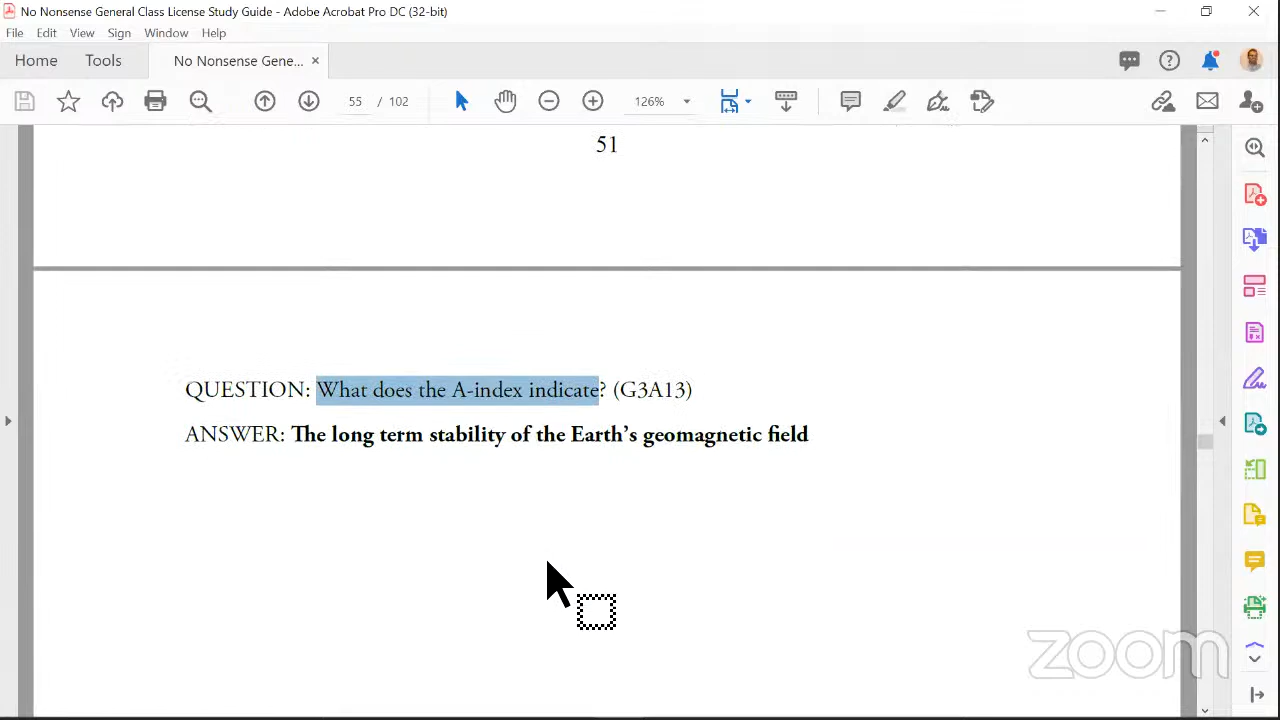 No Nonsense General Class License Study Guide - Adobe Acrobat Pro DC (32-bit)
File Edit View Sign Window Help
Home Tools No Nonsense Gene... ×
55 / 102 126%
51
QUESTION: What does the A-index indicate? (G3A13)
ANSWER: The long term stability of the Earth’s geomagnetic field
zoom